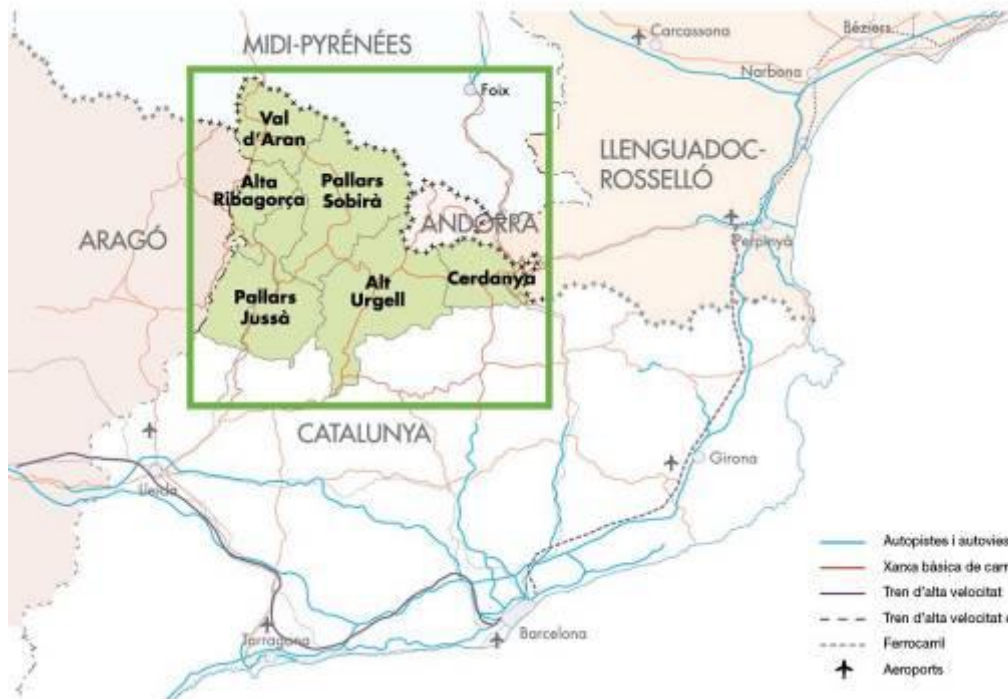 MIDI-PYRÉNÉES
Carcassona
Béziers
Narbona
Foix
Val
d'Aran
LLENGUADOC-
ROSSELLÓ
Alta
Ribagorça
Pallars
Sobirà
ANDORRA
ARAGÓ
Perpinyà
Cerdanya
Alt
Urgell
Pallars
Jussà
CATALUNYA
Girona
Lleida
Autopistes i autovies
Xarxa bàsica de carr
Tren d'alta velocitat
Tren d'alta velocitat
Ferrocarril
Aeroports
Barcelona
Tarragona